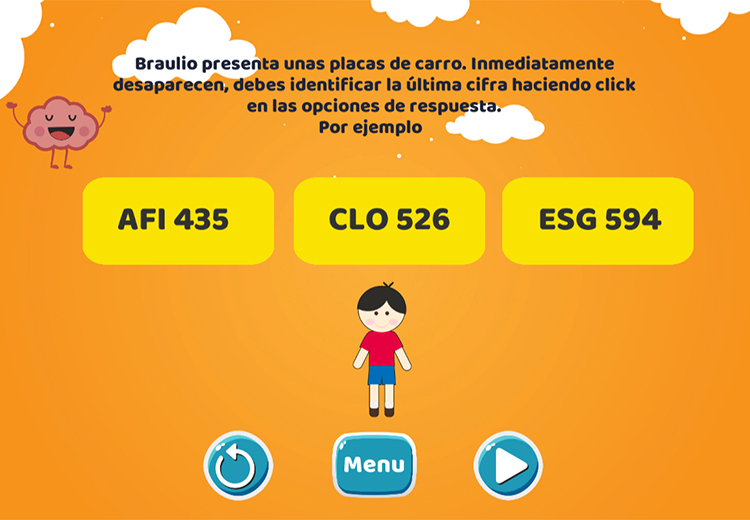 Braulio presenta unas placas de carro. Inmediatamente
desaparecen, debes identificar la última cifra haciendo click
en las opciones de respuesta.
Por ejemplo
AFI 435
CLO 526
ESG 594
Menu